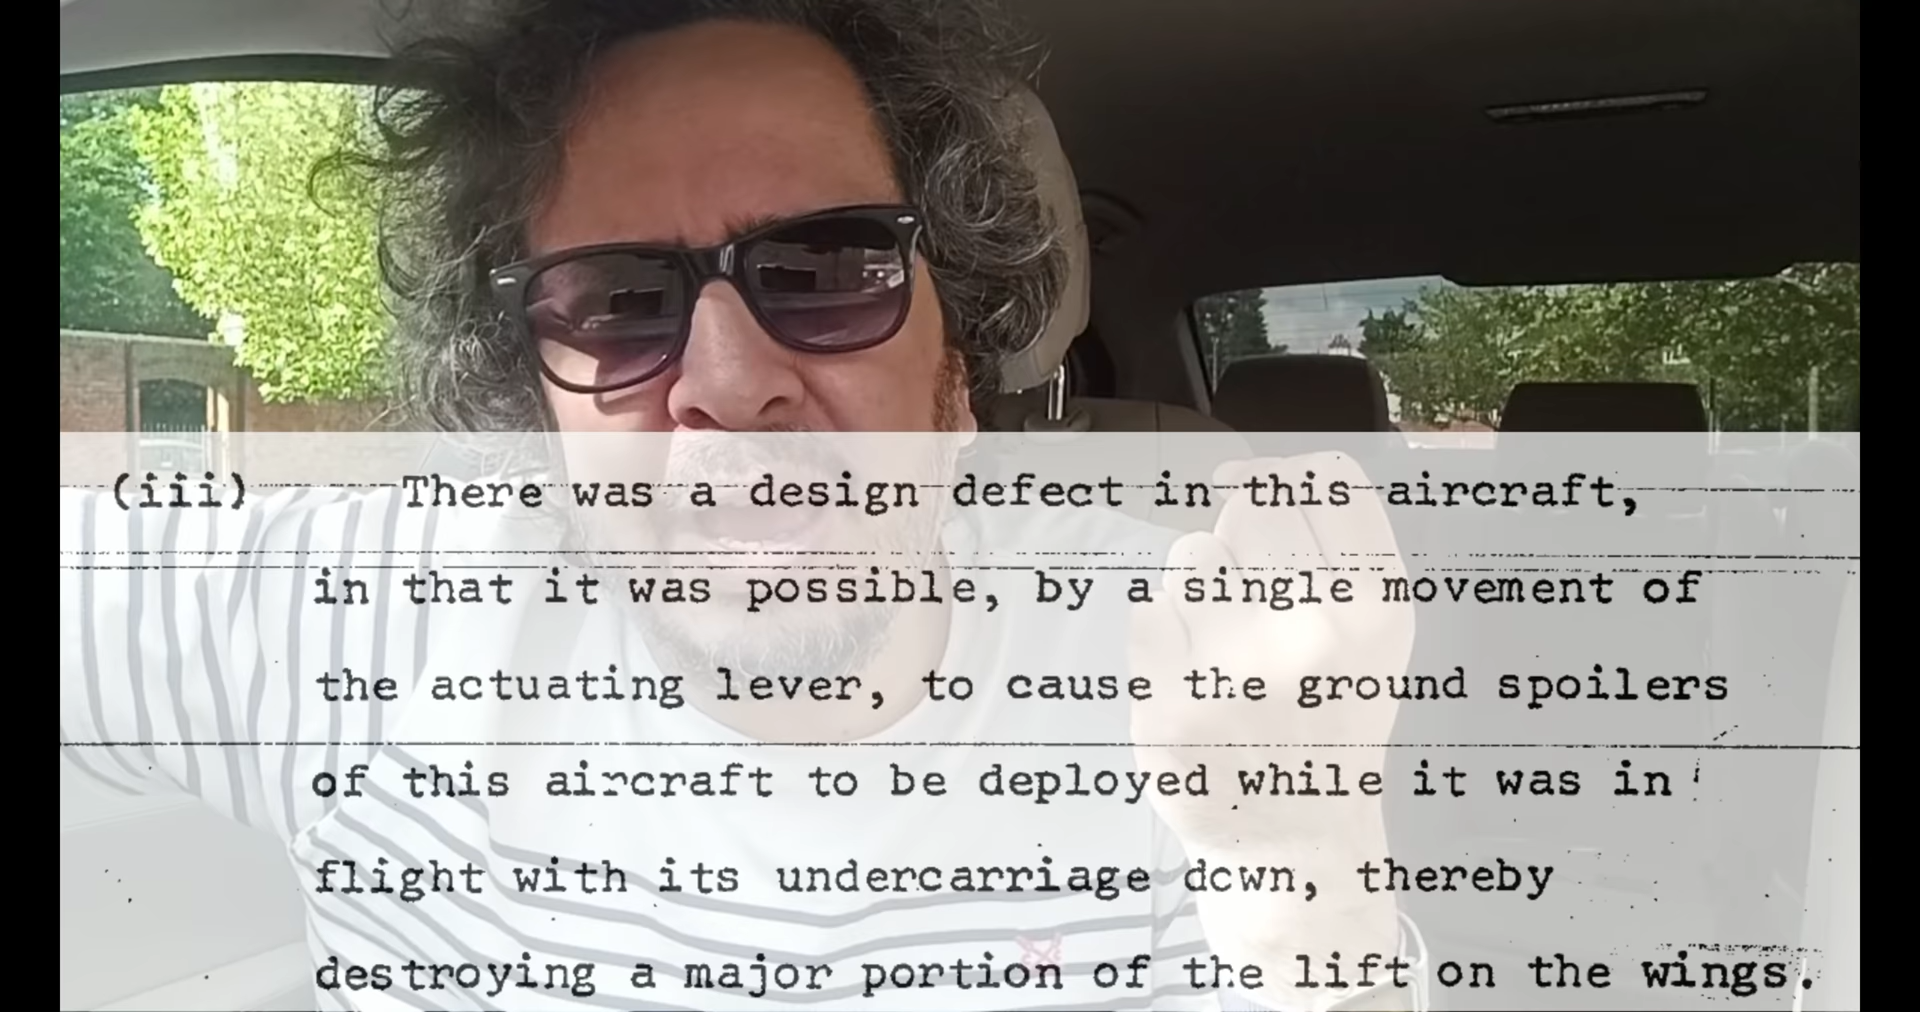 (iii) There was a design defect in this aircraft,
in that it was possible, by a single movement of
the actuating lever, to cause the ground spoilers
of this aircraft to be deployed while it was in
flight with its undercarriage down, thereby
destroying a major portion of the lift on the wings.